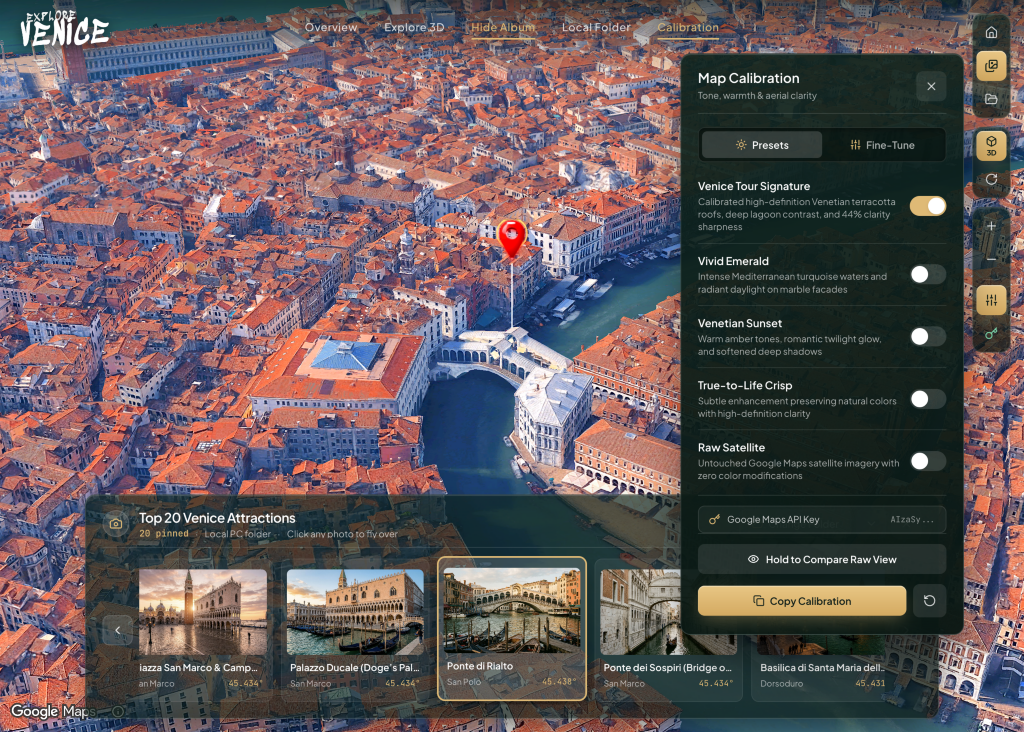 EXPLORE
VENICE
Overview
Explore 3D
Hide Album
Local Folder
Calibration
Map Calibration
Tone, warmth & aerial clarity
Presets
Fine-Tune
3D
Venice Tour Signature
Calibrated high-definition Venetian terracotta
roofs, deep lagoon contrast, and 44% clarity
sharpness
Vivid Emerald
Intense Mediterranean turquoise waters and
radiant daylight on marble facades
Venetian Sunset
Warm amber tones, romantic twilight glow,
and softened deep shadows
True-to-Life Crisp
Subtle enhancement preserving natural colors
with high-definition clarity
Raw Satellite
Untouched Google Maps satellite imagery with
zero color modifications
Google Maps API Key
AIzaSy...
Hold to Compare Raw View
Copy Calibration
Top 20 Venice Attractions
20 pinned
Local PC folder
Click any photo to fly over
iazza San Marco & Camp...
an Marco
45.434°
Palazzo Ducale (Doge's Pal...
San Marco
45.434°
Ponte di Rialto
San Polo
45.438°
Ponte dei Sospiri (Bridge o...
San Marco
45.434°
Basilica di Santa Maria dell...
Dorsoduro
45.431
Google Maps